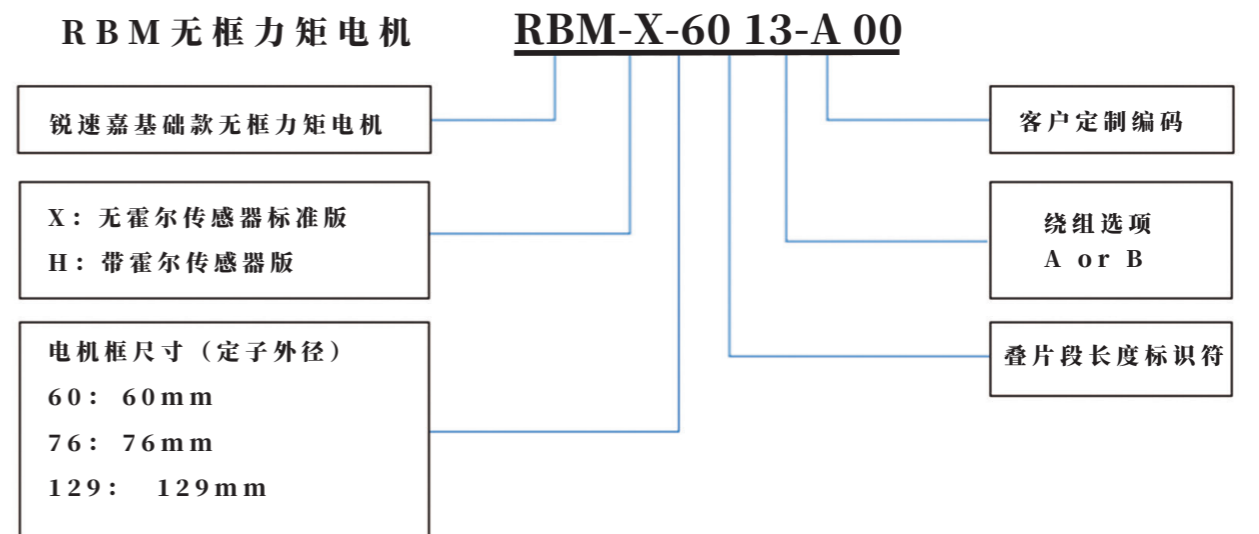 RBM无框力矩电机
RBM-X-60 13-A 00
锐速嘉基础款无框力矩电机
X：无霍尔传感器标准版
H：带霍尔传感器版
电机框尺寸（定子外径）
60： 60mm
76： 76mm
129： 129mm
客户定制编码
绕组选项
A or B
叠片段长度标识符